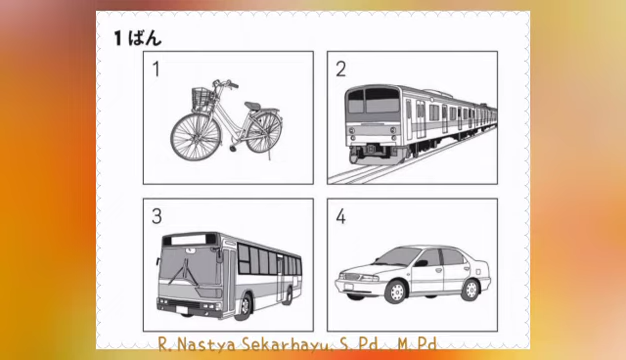 1 ばん
1
2
3
4
R. Nastya Sekarhayu, S.Pd., M.Pd